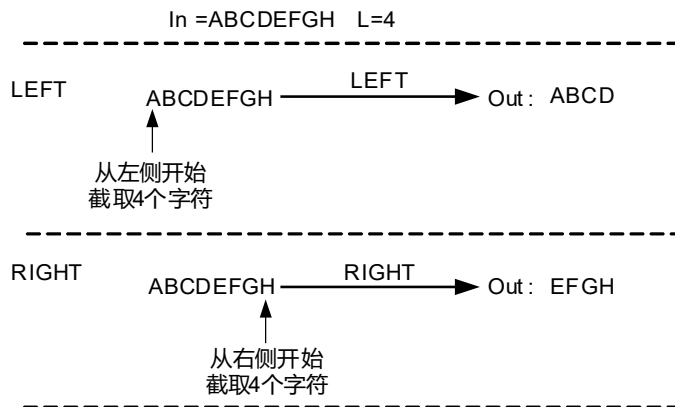 In =ABCDEFGH L=4
LEFT
ABCDEFGH LEFT Out: ABCD
从左侧开始
截取4个字符
RIGHT
ABCDEFGH RIGHT Out: EFGH
从右侧开始
截取4个字符